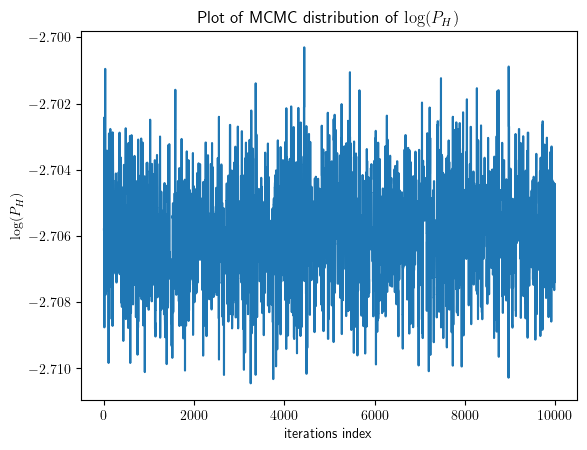 Plot of MCMC distribution of log(P_H)
−2.700
−2.702
−2.704
−2.706
−2.708
−2.710
log(P_H)
0 2000 4000 6000 8000 10000
iterations index